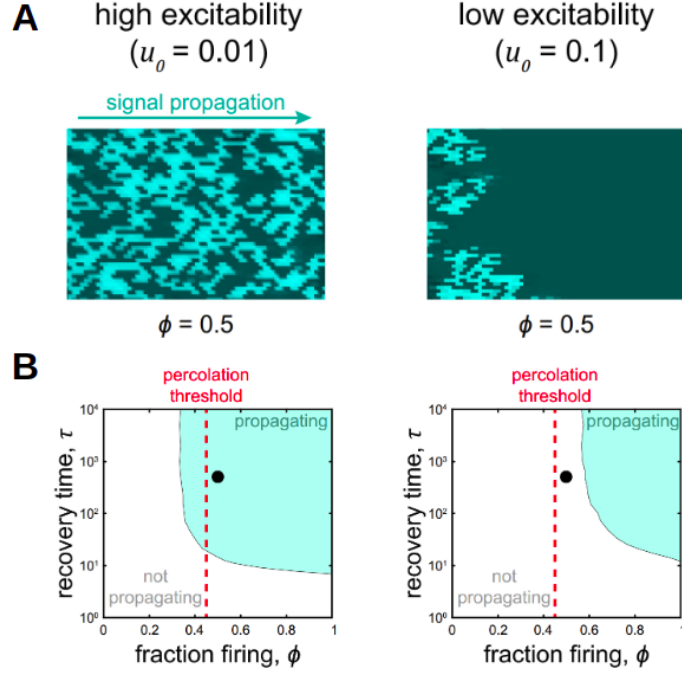 A
high excitability
(u₀ = 0.01)
low excitability
(u₀ = 0.1)
signal propagation
ϕ = 0.5
ϕ = 0.5
B
percolation
threshold
propagating
not
propagating
recovery time, τ
10⁴
10³
10²
10¹
10⁰
0
0.2
0.4
0.6
0.8
1
fraction firing, ϕ
percolation
threshold
propagating
not
propagating
recovery time, τ
10⁴
10³
10²
10¹
10⁰
0
0.2
0.4
0.6
0.8
1
fraction firing, ϕ